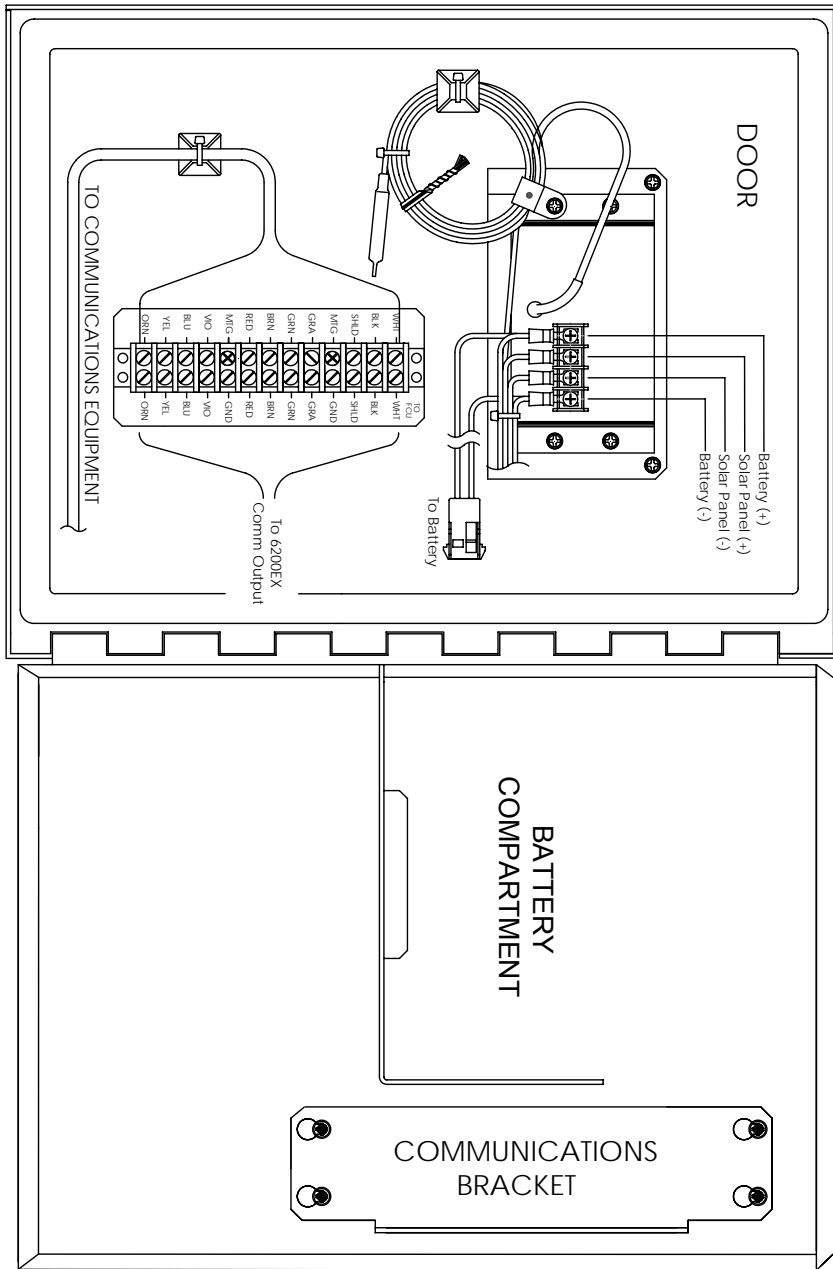 DOOR
Battery (+)
Solar Panel (+)
Solar Panel (-)
Battery (-)
To Battery
TO COMMUNICATIONS EQUIPMENT
ORN
YEL
BLU
VIO
MTG
RED
BRN
GRN
GRA
MTG
SHLD
BLK
WHT
ORN
YEL
BLU
VIO
GND
RED
BRN
GRN
GRA
GND
SHLD
BLK
WHT
TO
FCU
To 6200EX
Comm Output
BATTERY
COMPARTMENT
COMMUNICATIONS
BRACKET